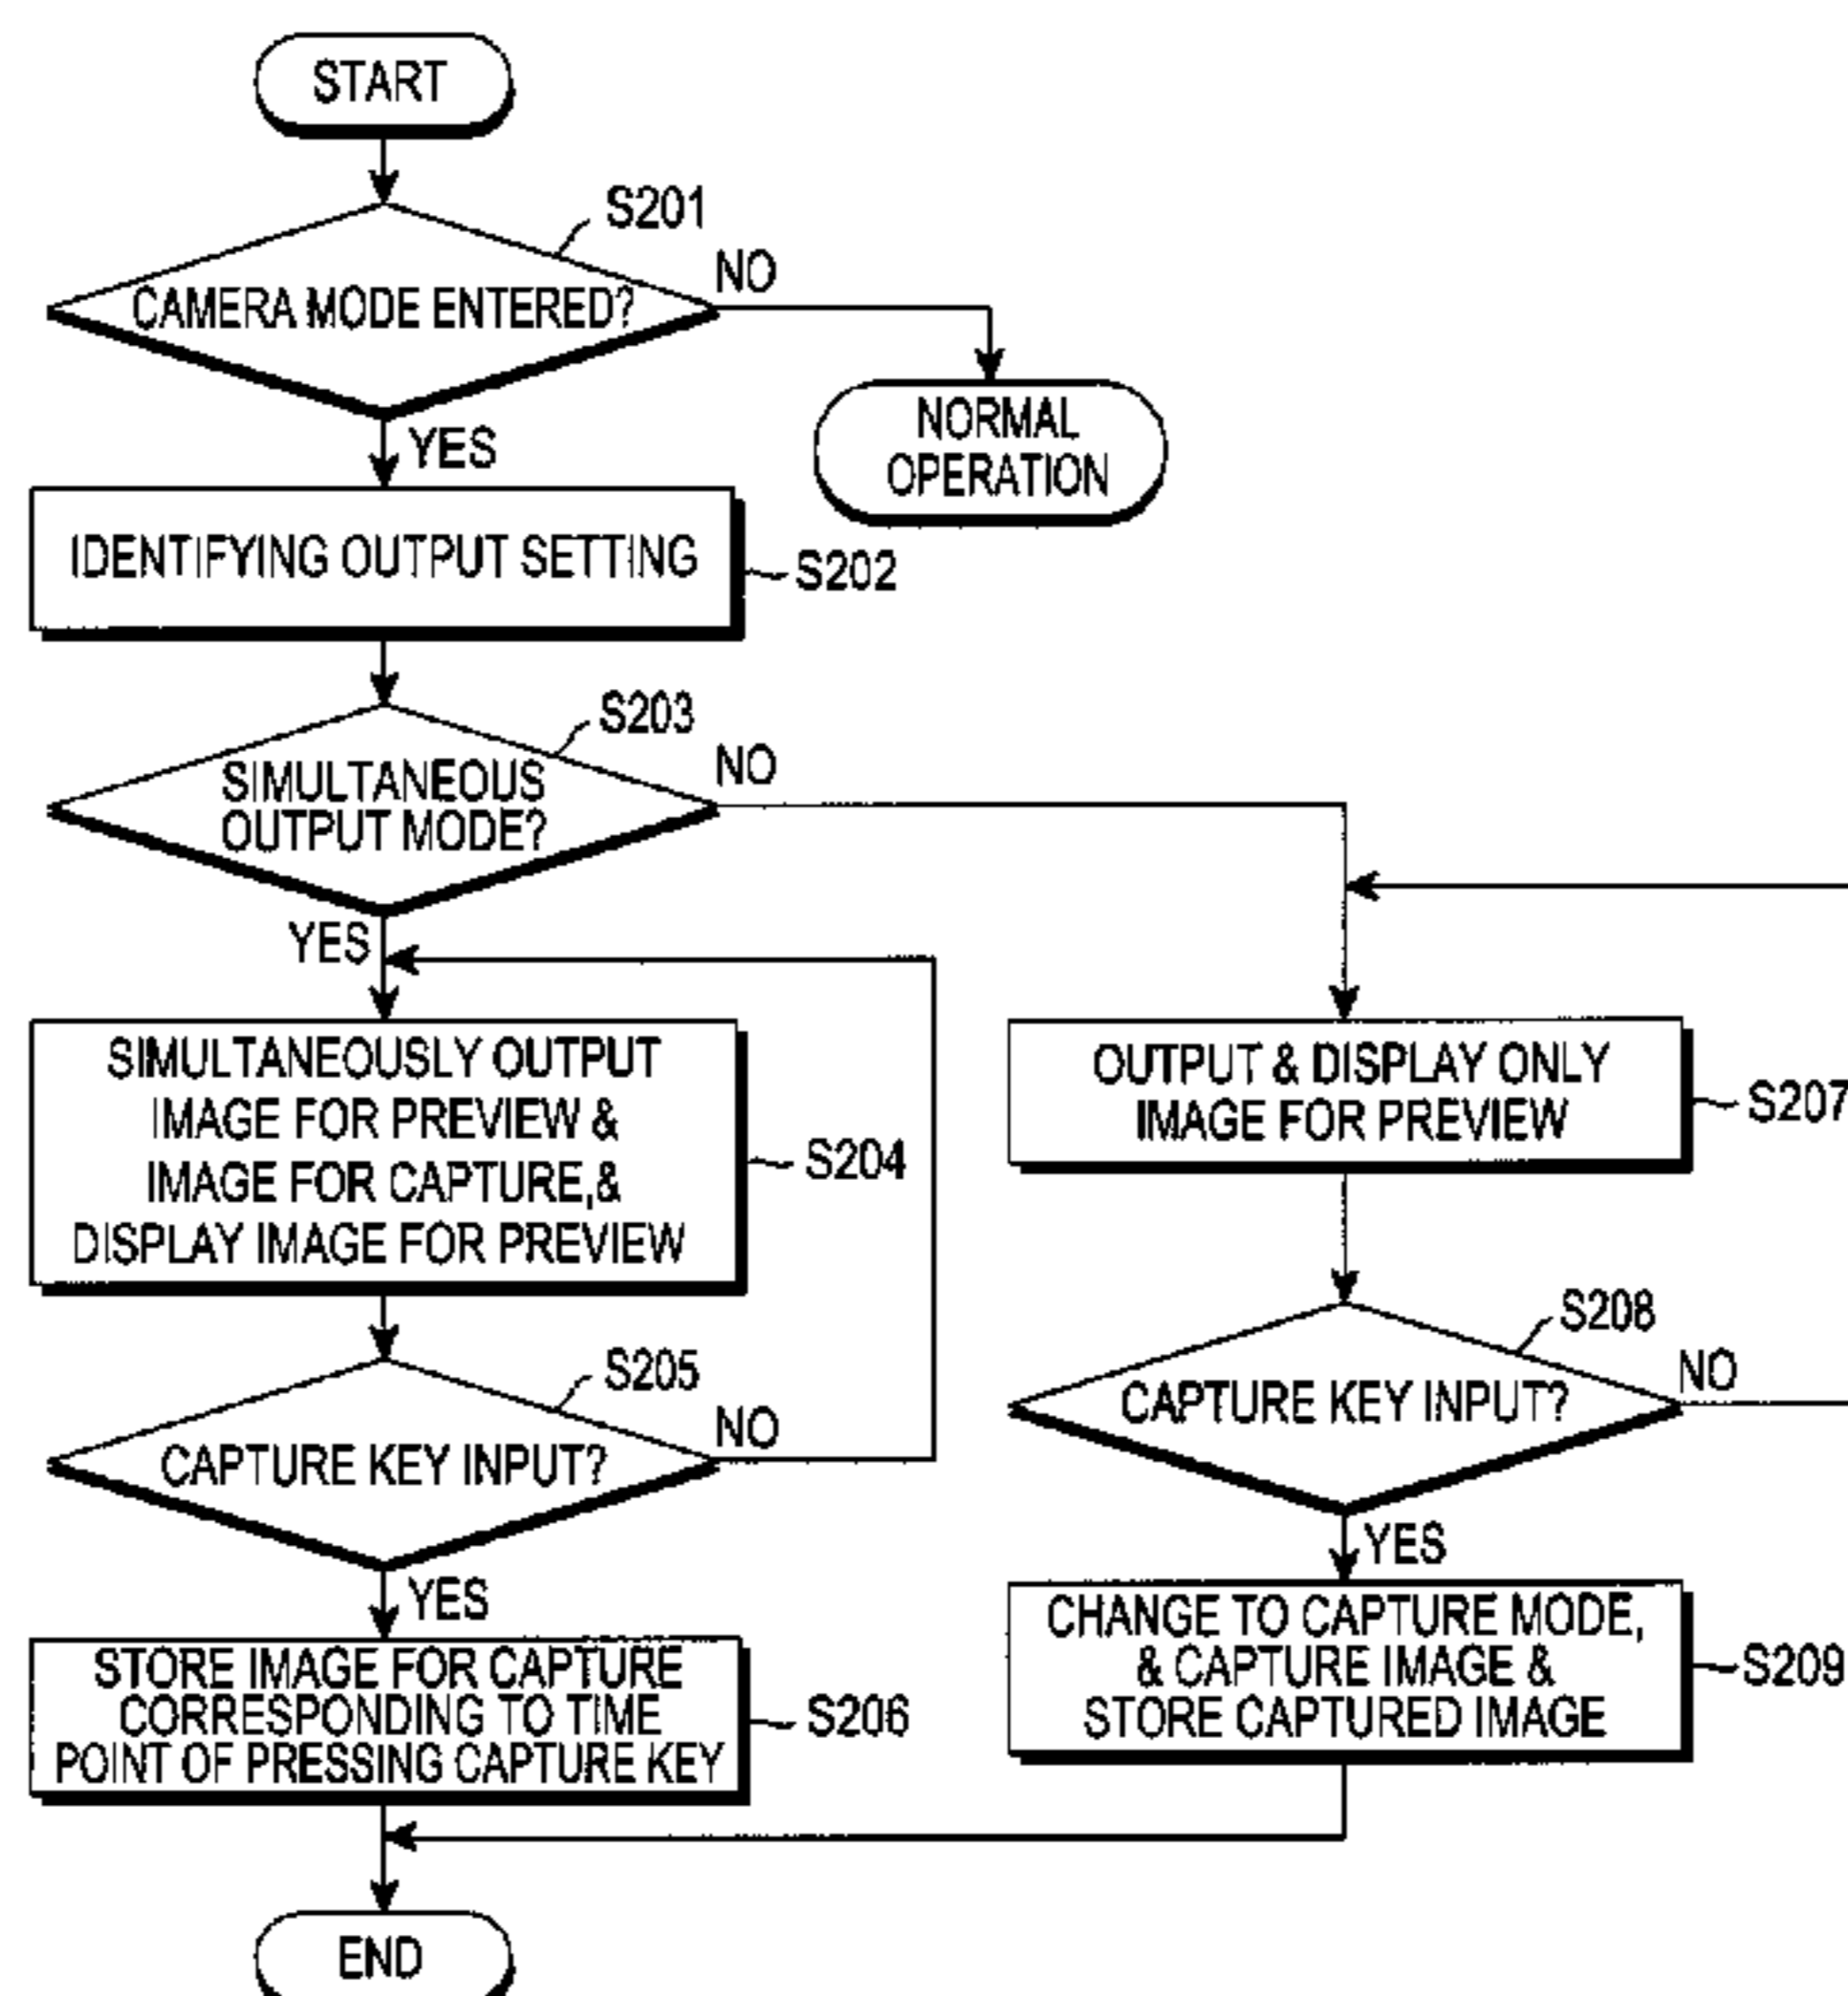 START
S201
CAMERA MODE ENTERED?
NO
YES
NORMAL
OPERATION
IDENTIFYING OUTPUT SETTING
S202
S203
SIMULTANEOUS
OUTPUT MODE?
NO
YES
SIMULTANEOUSLY OUTPUT
IMAGE FOR PREVIEW &
IMAGE FOR CAPTURE,&
DISPLAY IMAGE FOR PREVIEW
S204
OUTPUT & DISPLAY ONLY
IMAGE FOR PREVIEW
S207
S205
CAPTURE KEY INPUT?
NO
YES
S208
CAPTURE KEY INPUT?
NO
YES
STORE IMAGE FOR CAPTURE
CORRESPONDING TO TIME
POINT OF PRESSING CAPTURE KEY
S206
CHANGE TO CAPTURE MODE,
& CAPTURE IMAGE &
STORE CAPTURED IMAGE
S209
END